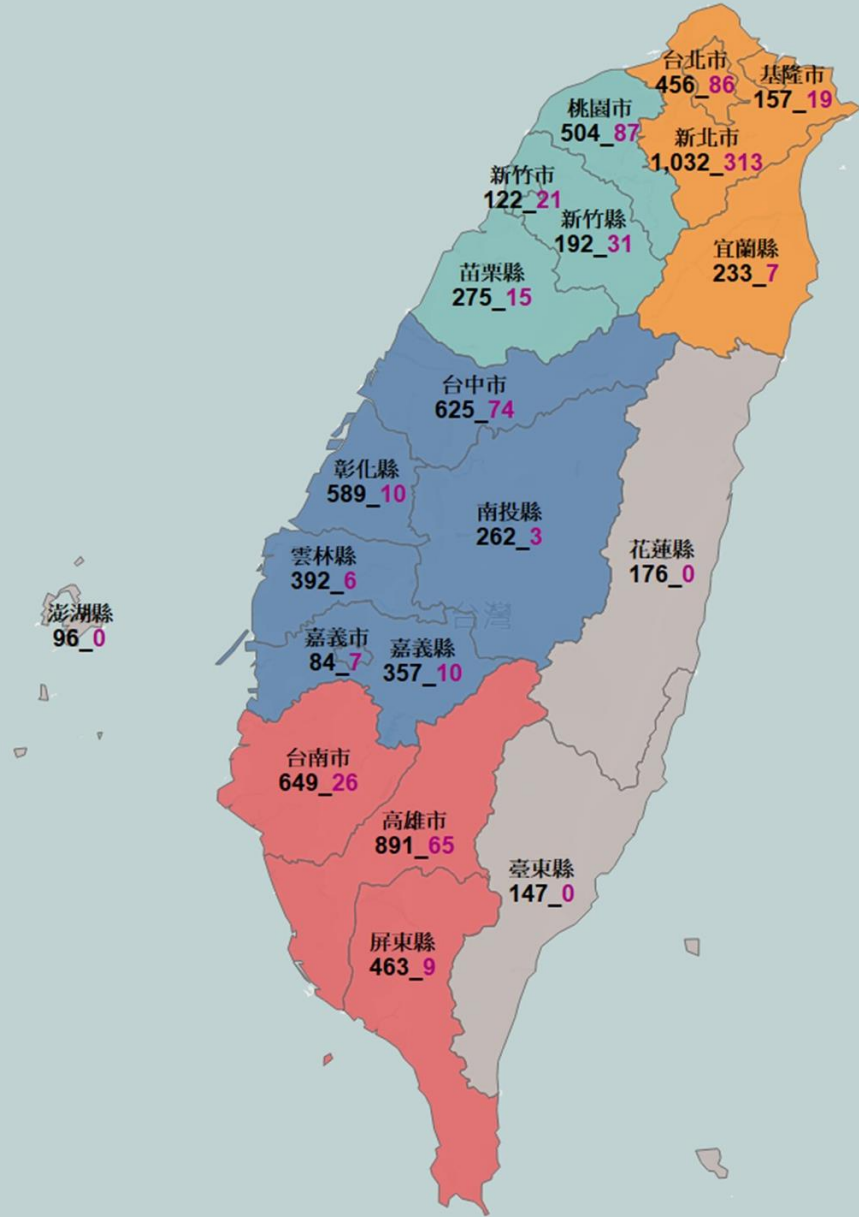 台北市
456_86
基隆市
157_19
桃園市
504_87
新北市
1,032_313
新竹市
122_21
新竹縣
192_31
宜蘭縣
233_7
苗栗縣
275_15
台中市
625_74
彰化縣
589_10
南投縣
262_3
花蓮縣
176_0
雲林縣
392_6
澎湖縣
96_0
台灣
嘉義市
84_7
嘉義縣
357_10
台南市
649_26
高雄市
891_65
臺東縣
147_0
屏東縣
463_9